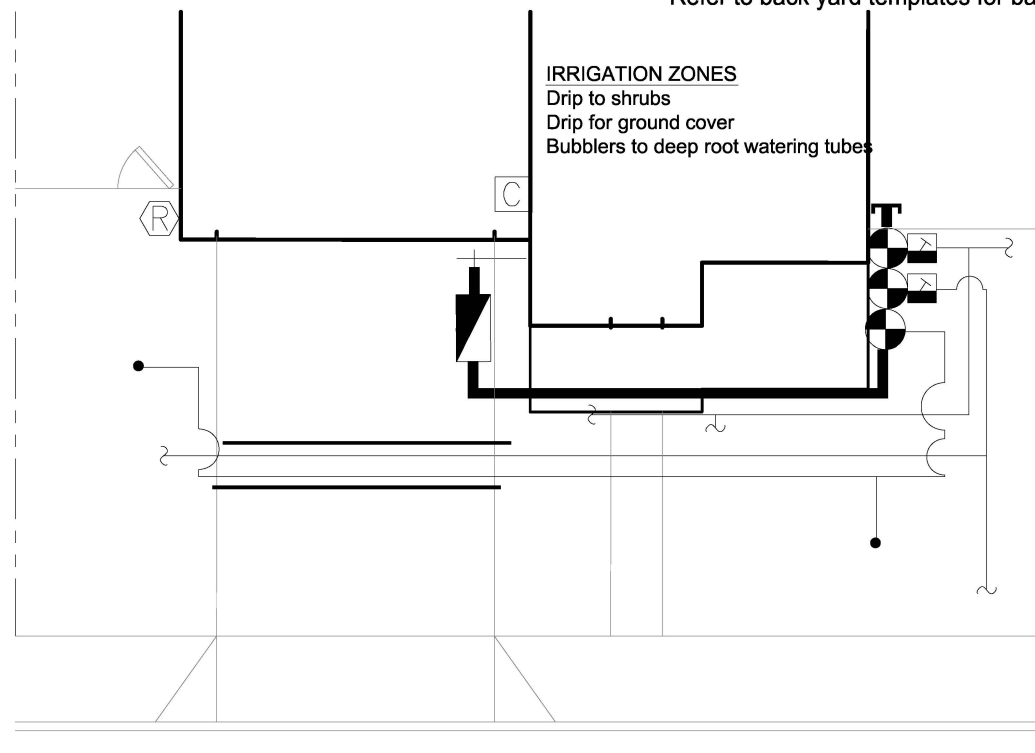 Refer to back yard templates for ba
IRRIGATION ZONES
Drip to shrubs
Drip for ground cover
Bubblers to deep root watering tubes
C
R
T